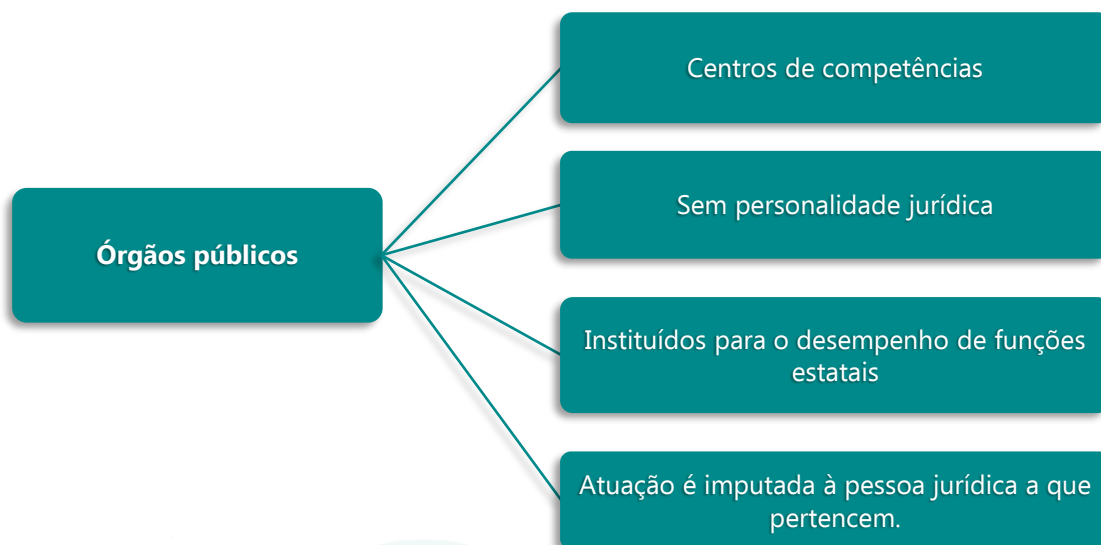 Centros de competências
Sem personalidade jurídica
Órgãos públicos
Instituídos para o desempenho de funções
estatais
Atuação é imputada à pessoa jurídica a que
pertencem.